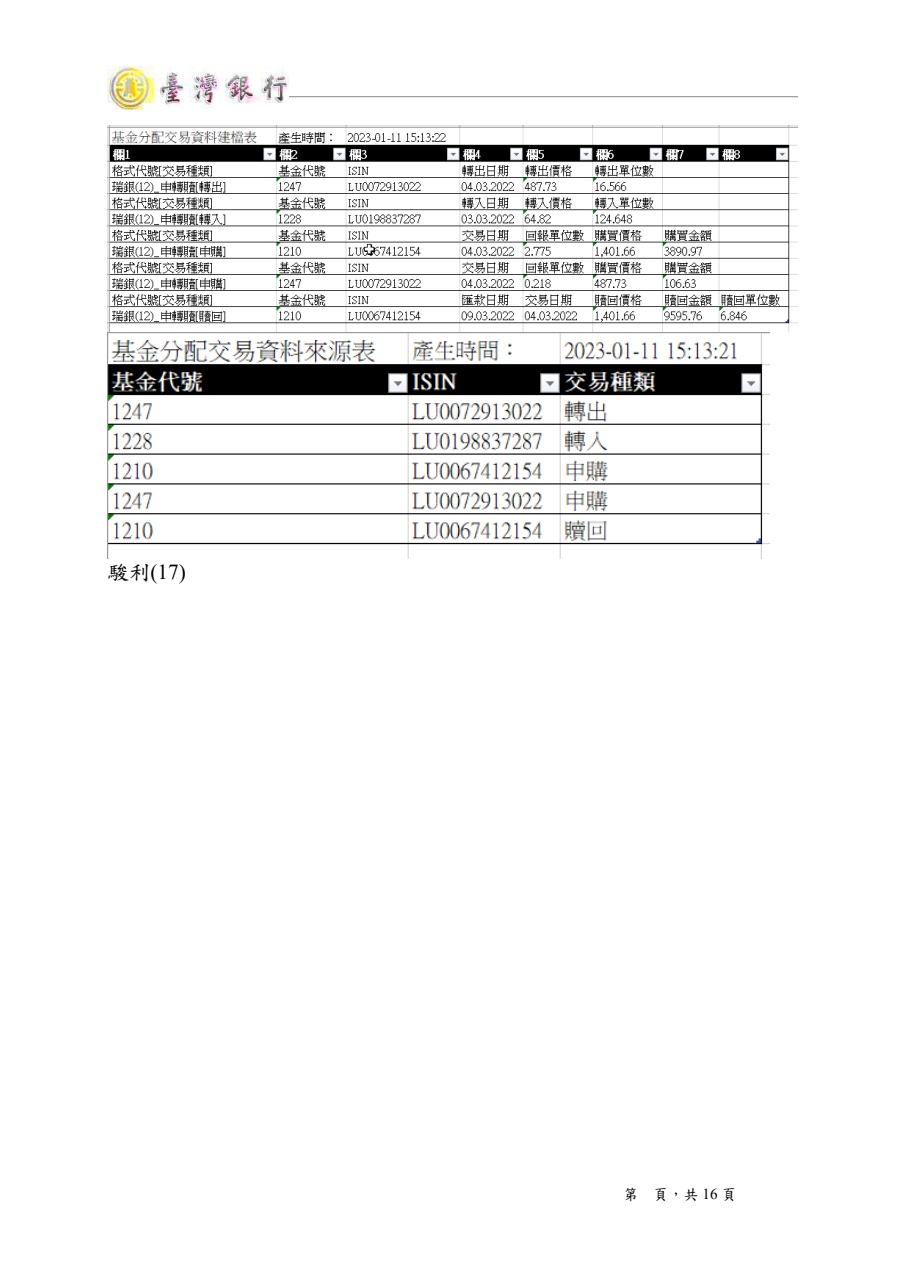 臺灣銀行
基金分配交易資料建檔表 產生時間： 2023-01-11 15:13:22
欄1 欄2 欄3 欄4 欄5 欄6 欄7 欄8
格式代號[交易種類] 基金代號 ISIN 轉出日期 轉出價格 轉出單位數
瑞銀(12)_申轉贖[轉出] 1247 LU0072913022 04.03.2022 487.73 16.566
格式代號[交易種類] 基金代號 ISIN 轉入日期 轉入價格 轉入單位數
瑞銀(12)_申轉贖[轉入] 1228 LU0198837287 03.03.2022 64.82 124.648
格式代號[交易種類] 基金代號 ISIN 交易日期 回報單位數 購買價格 購買金額
瑞銀(12)_申轉贖[申購] 1210 LU0067412154 04.03.2022 2.775 1,401.66 3890.97
格式代號[交易種類] 基金代號 ISIN 交易日期 回報單位數 購買價格 購買金額
瑞銀(12)_申轉贖[申購] 1247 LU0072913022 04.03.2022 0.218 487.73 106.63
格式代號[交易種類] 基金代號 ISIN 匯款日期 交易日期 贖回價格 贖回金額 贖回單位數
瑞銀(12)_申轉贖[贖回] 1210 LU0067412154 09.03.2022 04.03.2022 1,401.66 9595.76 6.846
基金分配交易資料來源表 產生時間： 2023-01-11 15:13:21
基金代號 ISIN 交易種類
1247 LU0072913022 轉出
1228 LU0198837287 轉入
1210 LU0067412154 申購
1247 LU0072913022 申購
1210 LU0067412154 贖回
駿利(17)
第 頁，共 16 頁